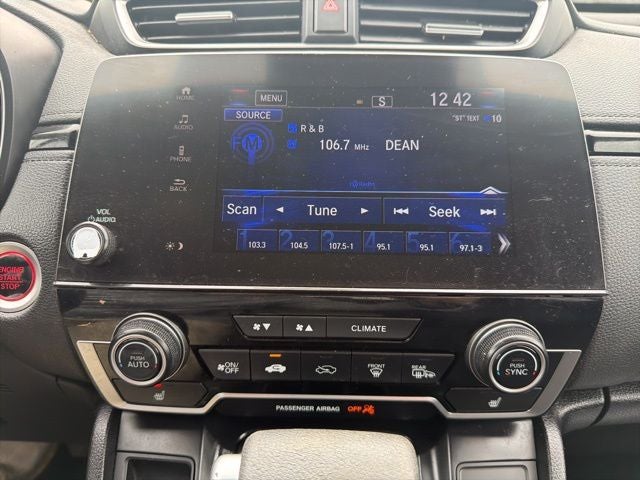 HOME
MENU
S
12 42
SOURCE
"ST" TEXT
10
AUDIO
FM
R & B
106.7 MHz DEAN
PHONE
BACK
VOL
AUDIO
Scan
Tune
Seek
1 103.3
2 104.5
3 107.5-1
4 95.1
5 95.1
6 97.1-3
ENGINE
START
STOP
CLIMATE
PUSH
AUTO
ON/
OFF
FRONT
REAR
PUSH
SYNC
PASSENGER AIRBAG OFF